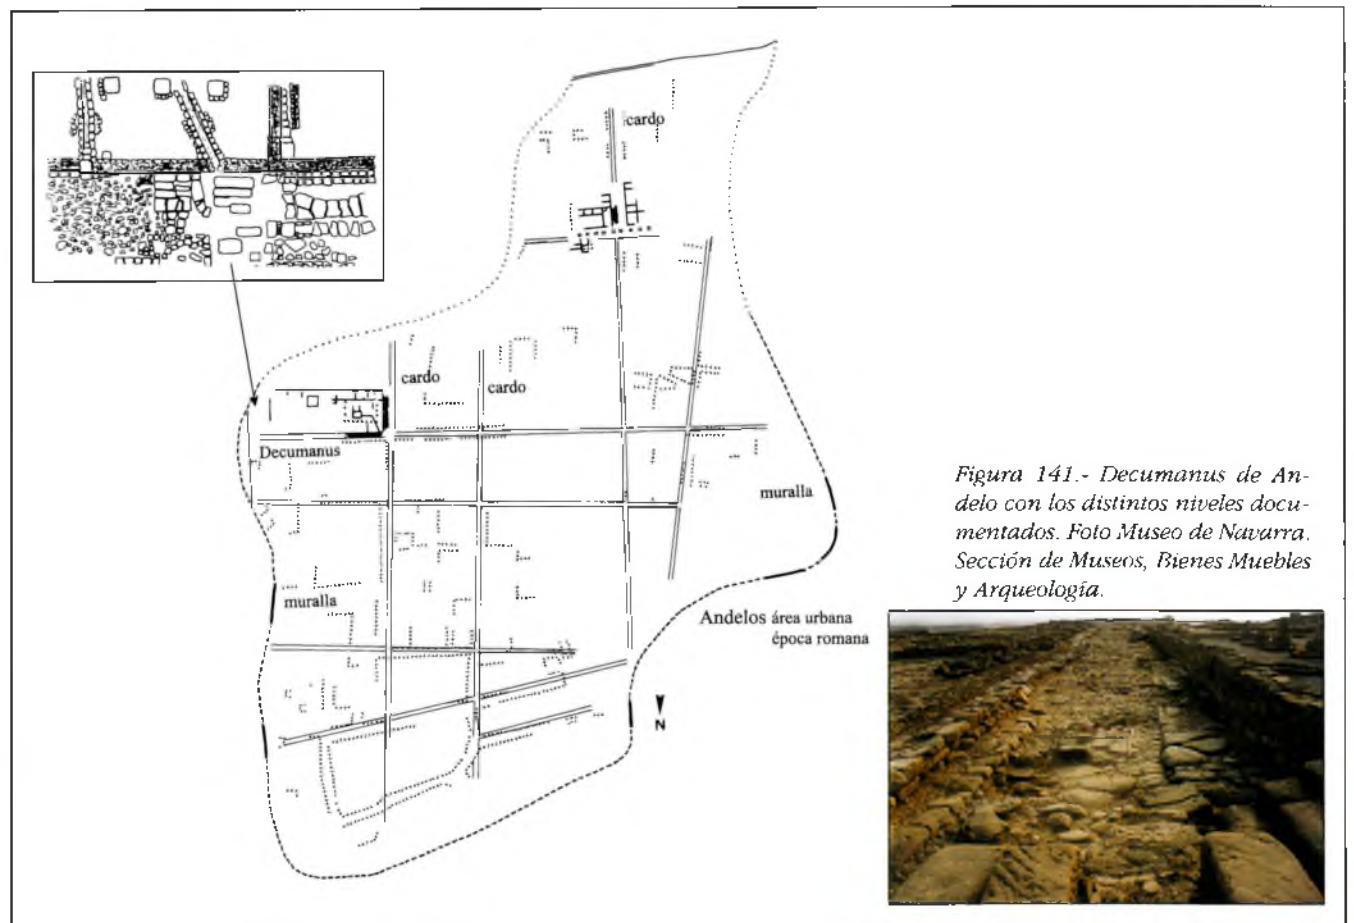 cardo
cardo
cardo
Decumanus
muralla
muralla
Andelos área urbana
época romana
N
Figura 141.- Decumanus de An-
delo con los distintos niveles docu-
mentados. Foto Museo de Navarra.
Sección de Museos, Bienes Muebles
y Arqueología.